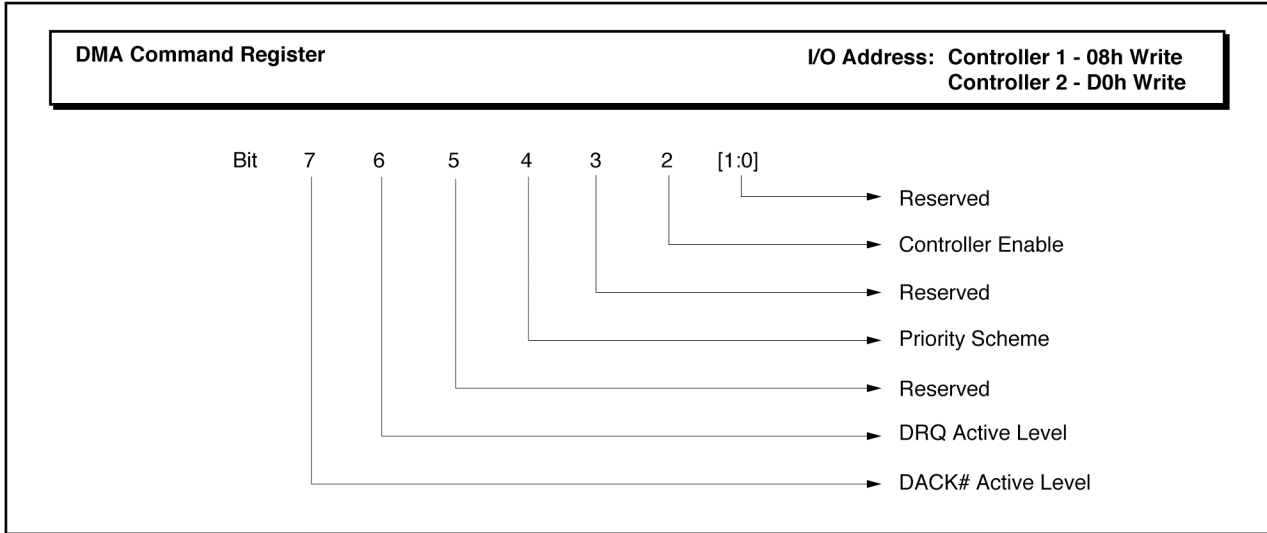 DMA Command Register
I/O Address: Controller 1 - 08h Write
Controller 2 - D0h Write
Bit 7 6 5 4 3 2 [1:0]
Reserved
Controller Enable
Reserved
Priority Scheme
Reserved
DRQ Active Level
DACK# Active Level